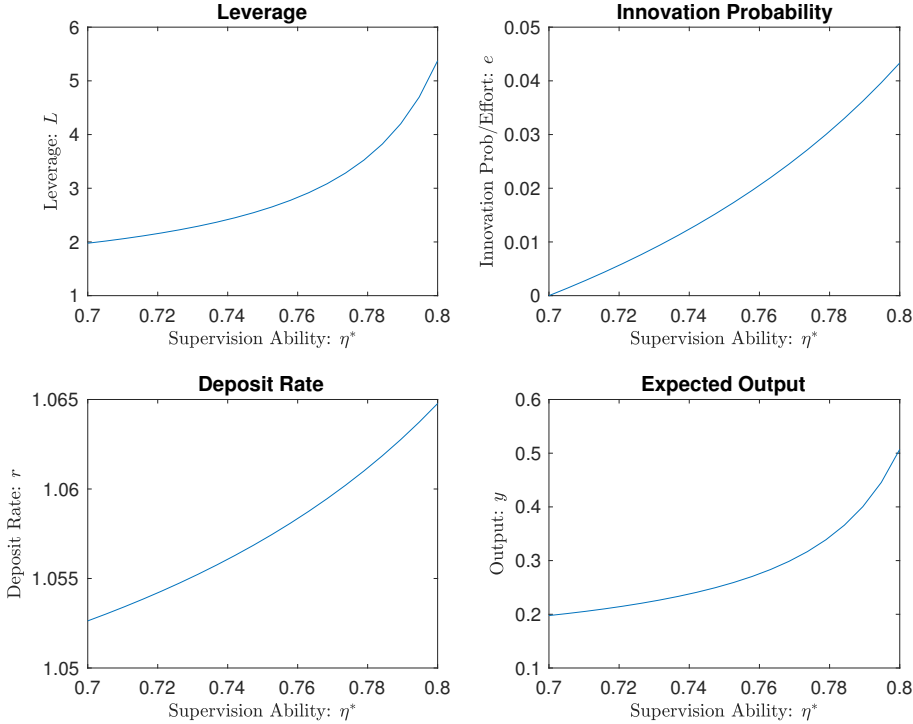 Leverage
6
5
4
3
2
1
Leverage: L
0.7 0.72 0.74 0.76 0.78 0.8
Supervision Ability: η*
Innovation Probability
0.05
0.04
0.03
0.02
0.01
0
Innovation Prob/Effort: e
0.7 0.72 0.74 0.76 0.78 0.8
Supervision Ability: η*
Deposit Rate
1.065
1.06
1.055
1.05
Deposit Rate: r
0.7 0.72 0.74 0.76 0.78 0.8
Supervision Ability: η*
Expected Output
0.6
0.5
0.4
0.3
0.2
0.1
Output: y
0.7 0.72 0.74 0.76 0.78 0.8
Supervision Ability: η*